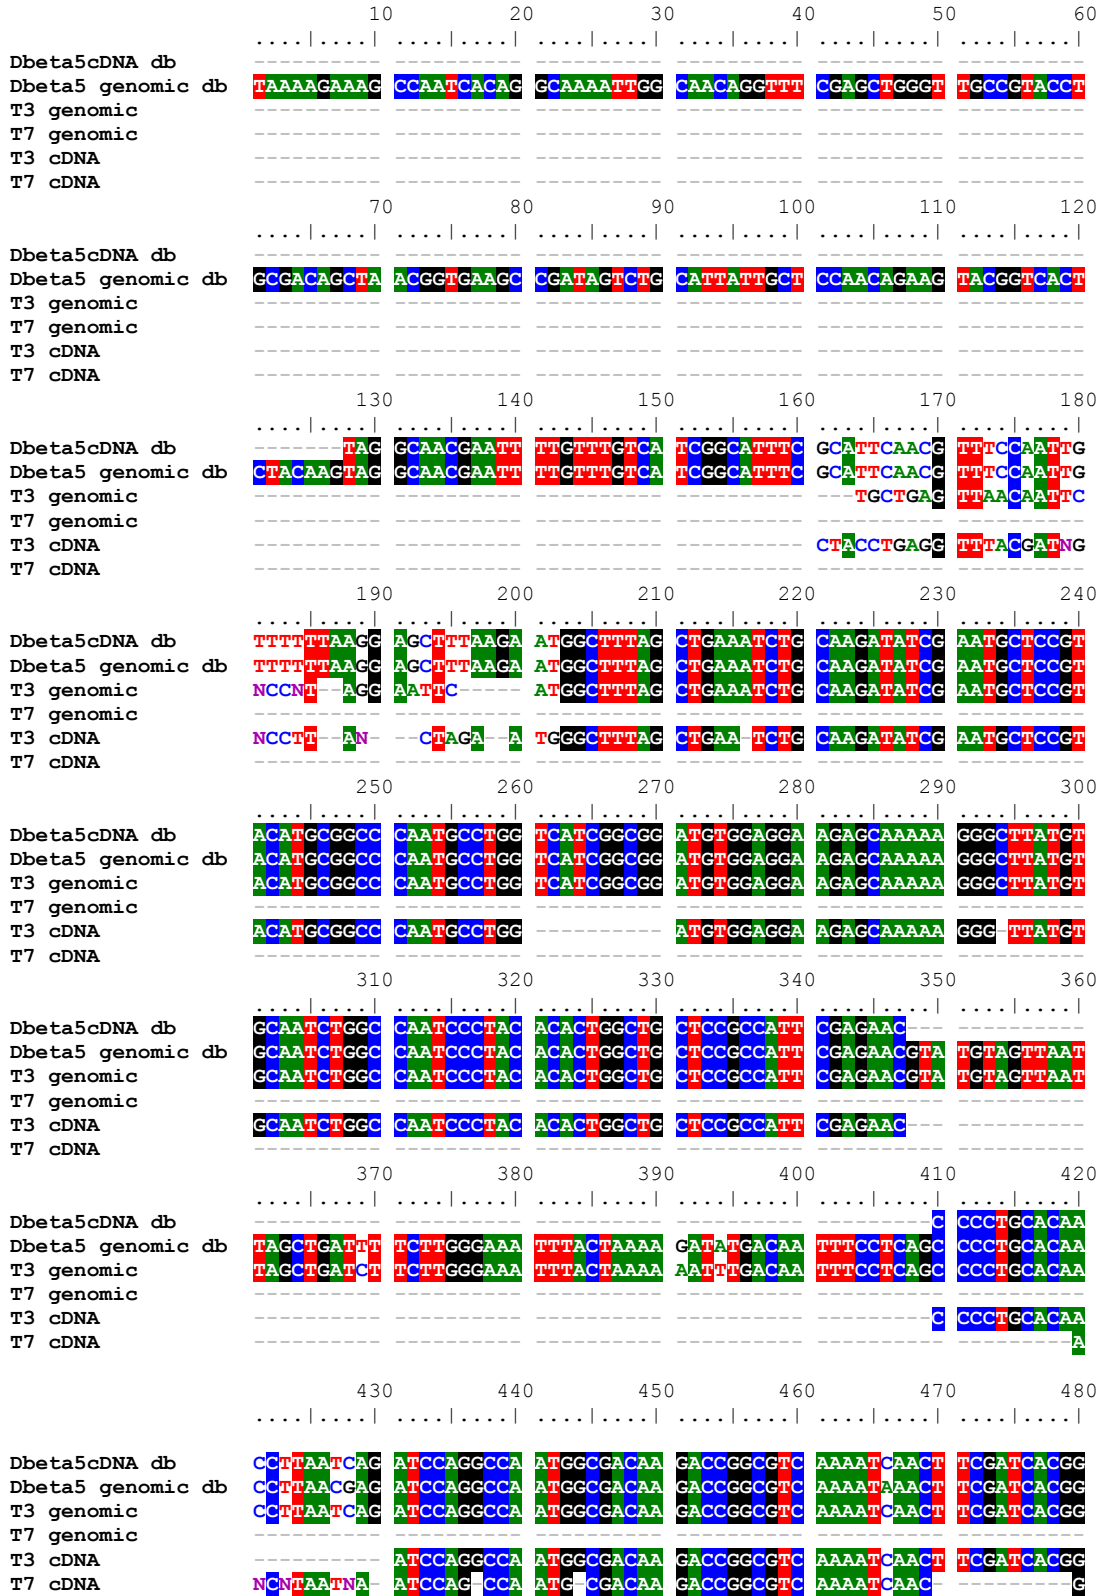 10 20 30 40 50 60
....|....| ....|....| ....|....| ....|....| ....|....| ....|....|
Dbeta5cDNA db ---------- ---------- ---------- ---------- ---------- ----------
Dbeta5 genomic db TAAAAGAAAG CCAATCACAG GCAAAATTGG CAACAGGTTT CGAGCTGGGT TGCCGTACCT
T3 genomic ---------- ---------- ---------- ---------- ---------- ----------
T7 genomic ---------- ---------- ---------- ---------- ---------- ----------
T3 cDNA ---------- ---------- ---------- ---------- ---------- ----------
T7 cDNA ---------- ---------- ---------- ---------- ---------- ----------
70 80 90 100 110 120
....|....| ....|....| ....|....| ....|....| ....|....| ....|....|
Dbeta5cDNA db ---------- ---------- ---------- ---------- ---------- ----------
Dbeta5 genomic db GCGACAGCTA ACGGTGAAGC CGATAGTCTG CATTATTGCT CCAACAGAAG TACGGTCACT
T3 genomic ---------- ---------- ---------- ---------- ---------- ----------
T7 genomic ---------- ---------- ---------- ---------- ---------- ----------
T3 cDNA ---------- ---------- ---------- ---------- ---------- ----------
T7 cDNA ---------- ---------- ---------- ---------- ---------- ----------
130 140 150 160 170 180
....|....| ....|....| ....|....| ....|....| ....|....| ....|....|
Dbeta5cDNA db -------TAG GCAACGAATT TTGTTTGTCA TCGGCATTTC GCATTCAACG TTTCCAATTG
Dbeta5 genomic db CTACAAGTAG GCAACGAATT TTGTTTGTCA TCGGCATTTC GCATTCAACG TTTCCAATTG
T3 genomic ---------- ---------- ---------- ---------- ---TGCTGAG TTAACAATTC
T7 genomic ---------- ---------- ---------- ---------- ---------- ----------
T3 cDNA ---------- ---------- ---------- ---------- CTACCTGAGG TTTACGATNG
T7 cDNA ---------- ---------- ---------- ---------- ---------- ----------
190 200 210 220 230 240
....|....| ....|....| ....|....| ....|....| ....|....| ....|....|
Dbeta5cDNA db TTTTTTAAGG AGCTTTAAGA ATGGCTTTAG CTGAAATCTG CAAGATATCG AATGCTCCGT
Dbeta5 genomic db TTTTTTAAGG AGCTTTAAGA ATGGCTTTAG CTGAAATCTG CAAGATATCG AATGCTCCGT
T3 genomic NCCNT--AGG AATTC----- ATGGCTTTAG CTGAAATCTG CAAGATATCG AATGCTCCGT
T7 genomic ---------- ---------- ---------- ---------- ---------- ----------
T3 cDNA NCCTT--AN- --CTAGA--A TGGGCTTTAG CTGAA-TCTG CAAGATATCG AATGCTCCGT
T7 cDNA ---------- ---------- ---------- ---------- ---------- ----------
250 260 270 280 290 300
....|....| ....|....| ....|....| ....|....| ....|....| ....|....|
Dbeta5cDNA db ACATGCGGCC CAATGCCTGG TCATCGGCGG ATGTGGAGGA AGAGCAAAAA GGGCTTATGT
Dbeta5 genomic db ACATGCGGCC CAATGCCTGG TCATCGGCGG ATGTGGAGGA AGAGCAAAAA GGGCTTATGT
T3 genomic ACATGCGGCC CAATGCCTGG TCATCGGCGG ATGTGGAGGA AGAGCAAAAA GGGCTTATGT
T7 genomic ---------- ---------- ---------- ---------- ---------- ----------
T3 cDNA ACATGCGGCC CAATGCCTGG ---------- ATGTGGAGGA AGAGCAAAAA GGG-TTATGT
T7 cDNA ---------- ---------- ---------- ---------- ---------- ----------
310 320 330 340 350 360
....|....| ....|....| ....|....| ....|....| ....|....| ....|....|
Dbeta5cDNA db GCAATCTGGC CAATCCCTAC ACACTGGCTG CTCCGCCATT CGAGAAC--- ----------
Dbeta5 genomic db GCAATCTGGC CAATCCCTAC ACACTGGCTG CTCCGCCATT CGAGAACGTA TGTAGTTAAT
T3 genomic GCAATCTGGC CAATCCCTAC ACACTGGCTG CTCCGCCATT CGAGAACGTA TGTAGTTAAT
T7 genomic ---------- ---------- ---------- ---------- ---------- ----------
T3 cDNA GCAATCTGGC CAATCCCTAC ACACTGGCTG CTCCGCCATT CGAGAAC--- ----------
T7 cDNA ---------- ---------- ---------- ---------- ---------- ----------
370 380 390 400 410 420
....|....| ....|....| ....|....| ....|....| ....|....| ....|....|
Dbeta5cDNA db ---------- ---------- ---------- ---------- ---------C CCCTGCACAA
Dbeta5 genomic db TAGCTGATTT TCTTGGGAAA TTTACTAAAA GATATGACAA TTTCCTCAGC CCCTGCACAA
T3 genomic TAGCTGATCT TCTTGGGAAA TTTACTAAAA AATTTGACAA TTTCCTCAGC CCCTGCACAA
T7 genomic ---------- ---------- ---------- ---------- ---------- ----------
T3 cDNA ---------- ---------- ---------- ---------- ---------C CCCTGCACAA
T7 cDNA ---------- ---------- ---------- ---------- ---------- ---------A
430 440 450 460 470 480
....|....| ....|....| ....|....| ....|....| ....|....| ....|....|
Dbeta5cDNA db CCTTAATCAG ATCCAGGCCA ATGGCGACAA GACCGGCGTC AAAATCAACT TCGATCACGG
Dbeta5 genomic db CCTTAACGAG ATCCAGGCCA ATGGCGACAA GACCGGCGTC AAAATAAACT TCGATCACGG
T3 genomic CCTTAATCAG ATCCAGGCCA ATGGCGACAA GACCGGCGTC AAAATCAACT TCGATCACGG
T7 genomic ---------- ---------- ---------- ---------- ---------- ----------
T3 cDNA ---------- ATCCAGGCCA ATGGCGACAA GACCGGCGTC AAAATCAACT TCGATCACGG
T7 cDNA NCNTAATNA- ATCCAG-CCA ATG-CGACAA GACCGGCGTC AAAATCAAC- ---------G